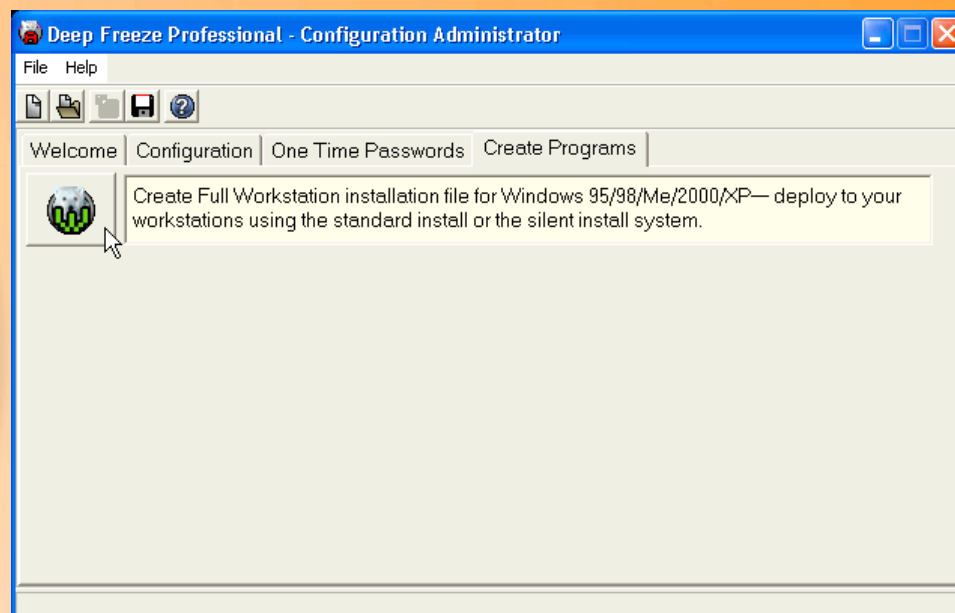 Deep Freeze Professional - Configuration Administrator
File Help
Welcome Configuration One Time Passwords Create Programs
Create Full Workstation installation file for Windows 95/98/Me/2000/XP— deploy to your
workstations using the standard install or the silent install system.